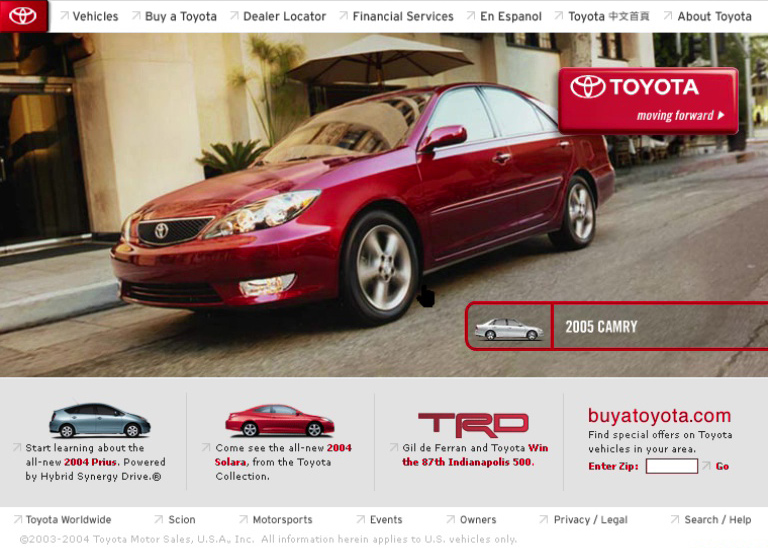 Vehicles
Buy a Toyota
Dealer Locator
Financial Services
En Espanol
Toyota 中文首頁
About Toyota
TOYOTA
moving forward
2005 CAMRY
Start learning about the
all-new 2004 Prius. Powered
by Hybrid Synergy Drive.®
Come see the all-new 2004
Solara, from the Toyota
Collection.
TRD
Gil de Ferran and Toyota Win
the 87th Indianapolis 500.
buyatoyota.com
Find special offers on Toyota
vehicles in your area.
Enter Zip:
Go
Toyota Worldwide
Scion
Motorsports
Events
Owners
Privacy / Legal
Search / Help
©2003-2004 Toyota Motor Sales, U.S.A., Inc. All information herein applies to U.S. vehicles only.